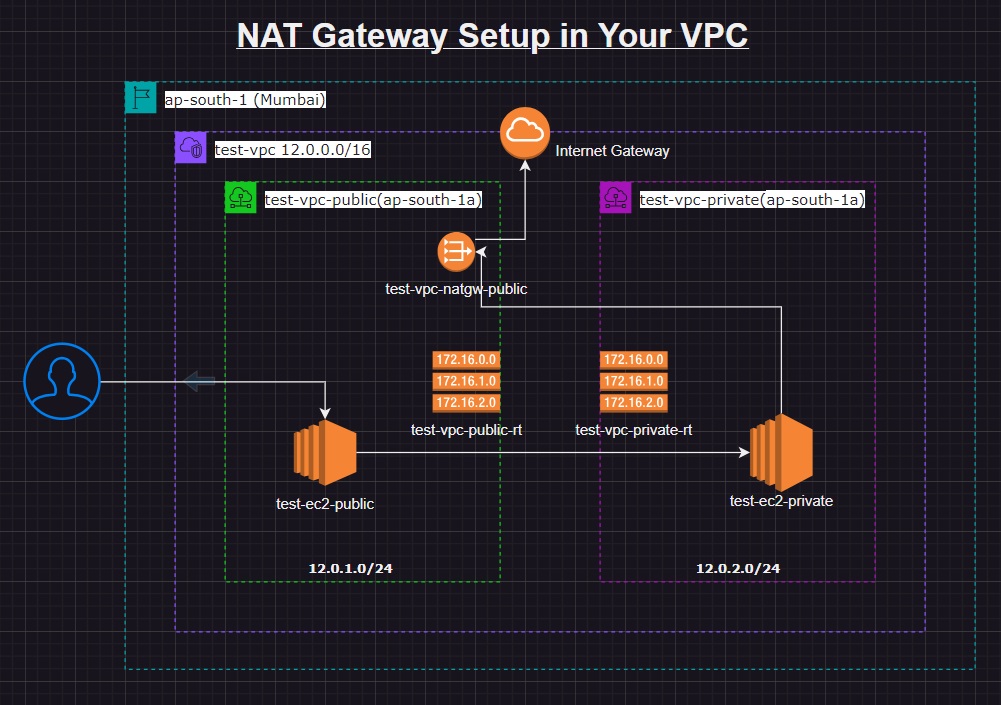 NAT Gateway Setup in Your VPC
ap-south-1 (Mumbai)
test-vpc 12.0.0.0/16
Internet Gateway
test-vpc-public(ap-south-1a)
test-vpc-private(ap-south-1a)
test-vpc-natgw-public
172.16.0.0
172.16.1.0
172.16.2.0
test-vpc-public-rt
172.16.0.0
172.16.1.0
172.16.2.0
test-vpc-private-rt
test-ec2-public
test-ec2-private
12.0.1.0/24
12.0.2.0/24